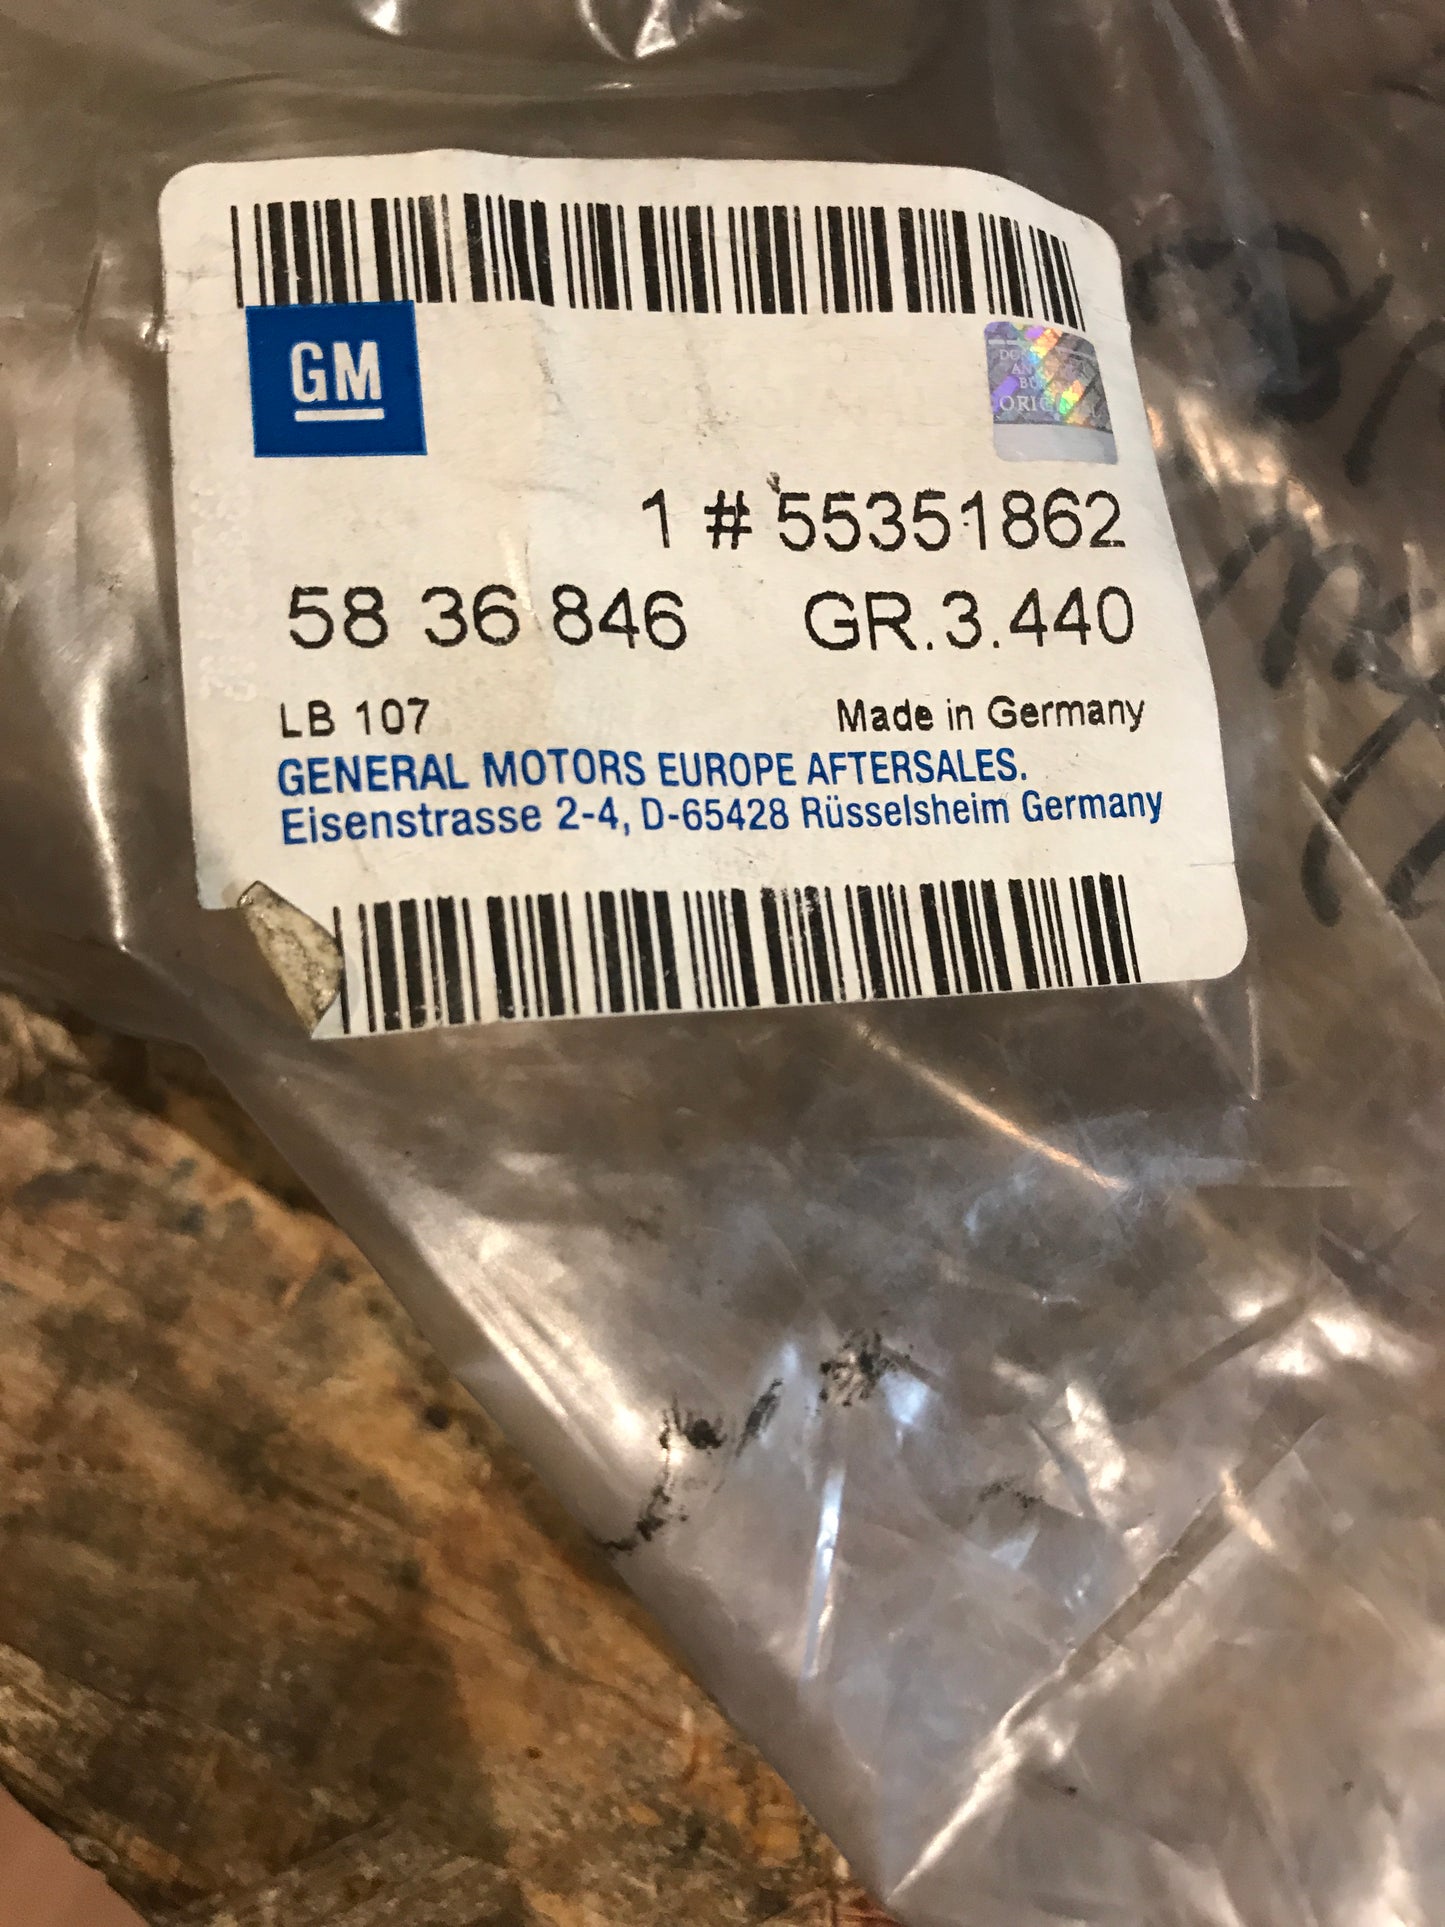 GM
ORIGINAL
1 # 55351862
58 36 846 GR.3.440
LB 107 Made in Germany
GENERAL MOTORS EUROPE AFTERSALES.
Eisenstrasse 2-4, D-65428 Rüsselsheim Germany